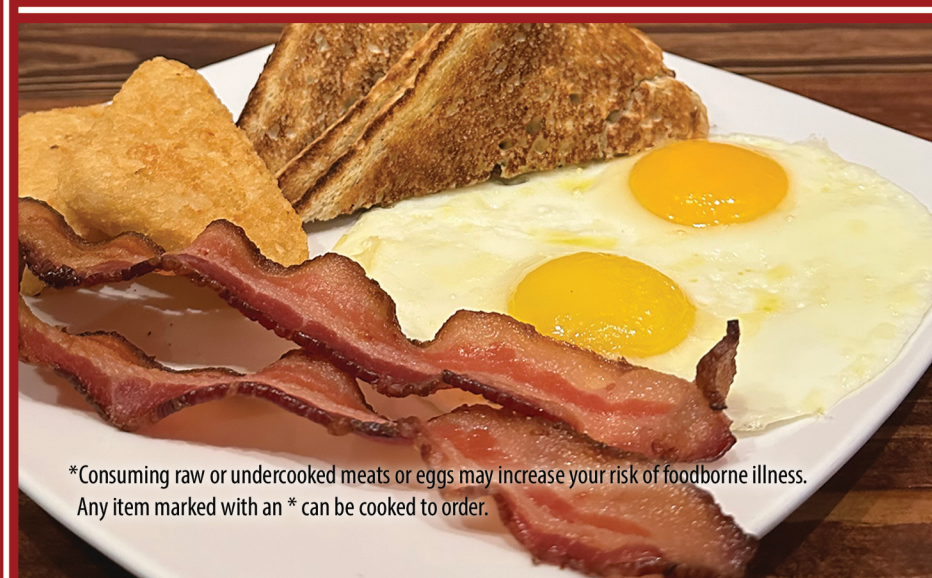 *Consuming raw or undercooked meats or eggs may increase your risk of foodborne illness.
Any item marked with an * can be cooked to order.